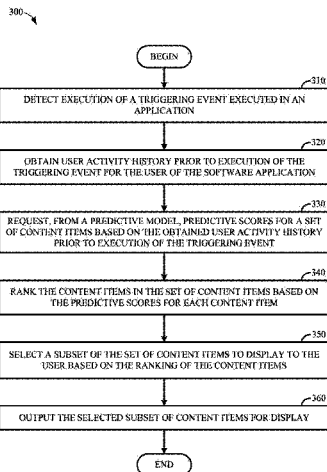 300
BEGIN
310
DETECT EXECUTION OF A TRIGGERING EVENT EXECUTED IN AN
APPLICATION
320
OBTAIN USER ACTIVITY HISTORY PRIOR TO EXECUTION OF THE
TRIGGERING EVENT FOR THE USER OF THE SOFTWARE APPLICATION
330
REQUEST, FROM A PREDICTIVE MODEL, PREDICTIVE SCORES FOR A SET
OF CONTENT ITEMS BASED ON THE OBTAINED USER ACTIVITY HISTORY
PRIOR TO EXECUTION OF THE TRIGGERING EVENT
340
RANK THE CONTENT ITEMS IN THE SET OF CONTENT ITEMS BASED ON
THE PREDICTIVE SCORES FOR EACH CONTENT ITEM
350
SELECT A SUBSET OF THE SET OF CONTENT ITEMS TO DISPLAY TO THE
USER BASED ON THE RANKING OF THE CONTENT ITEMS
360
OUTPUT THE SELECTED SUBSET OF CONTENT ITEMS FOR DISPLAY
END